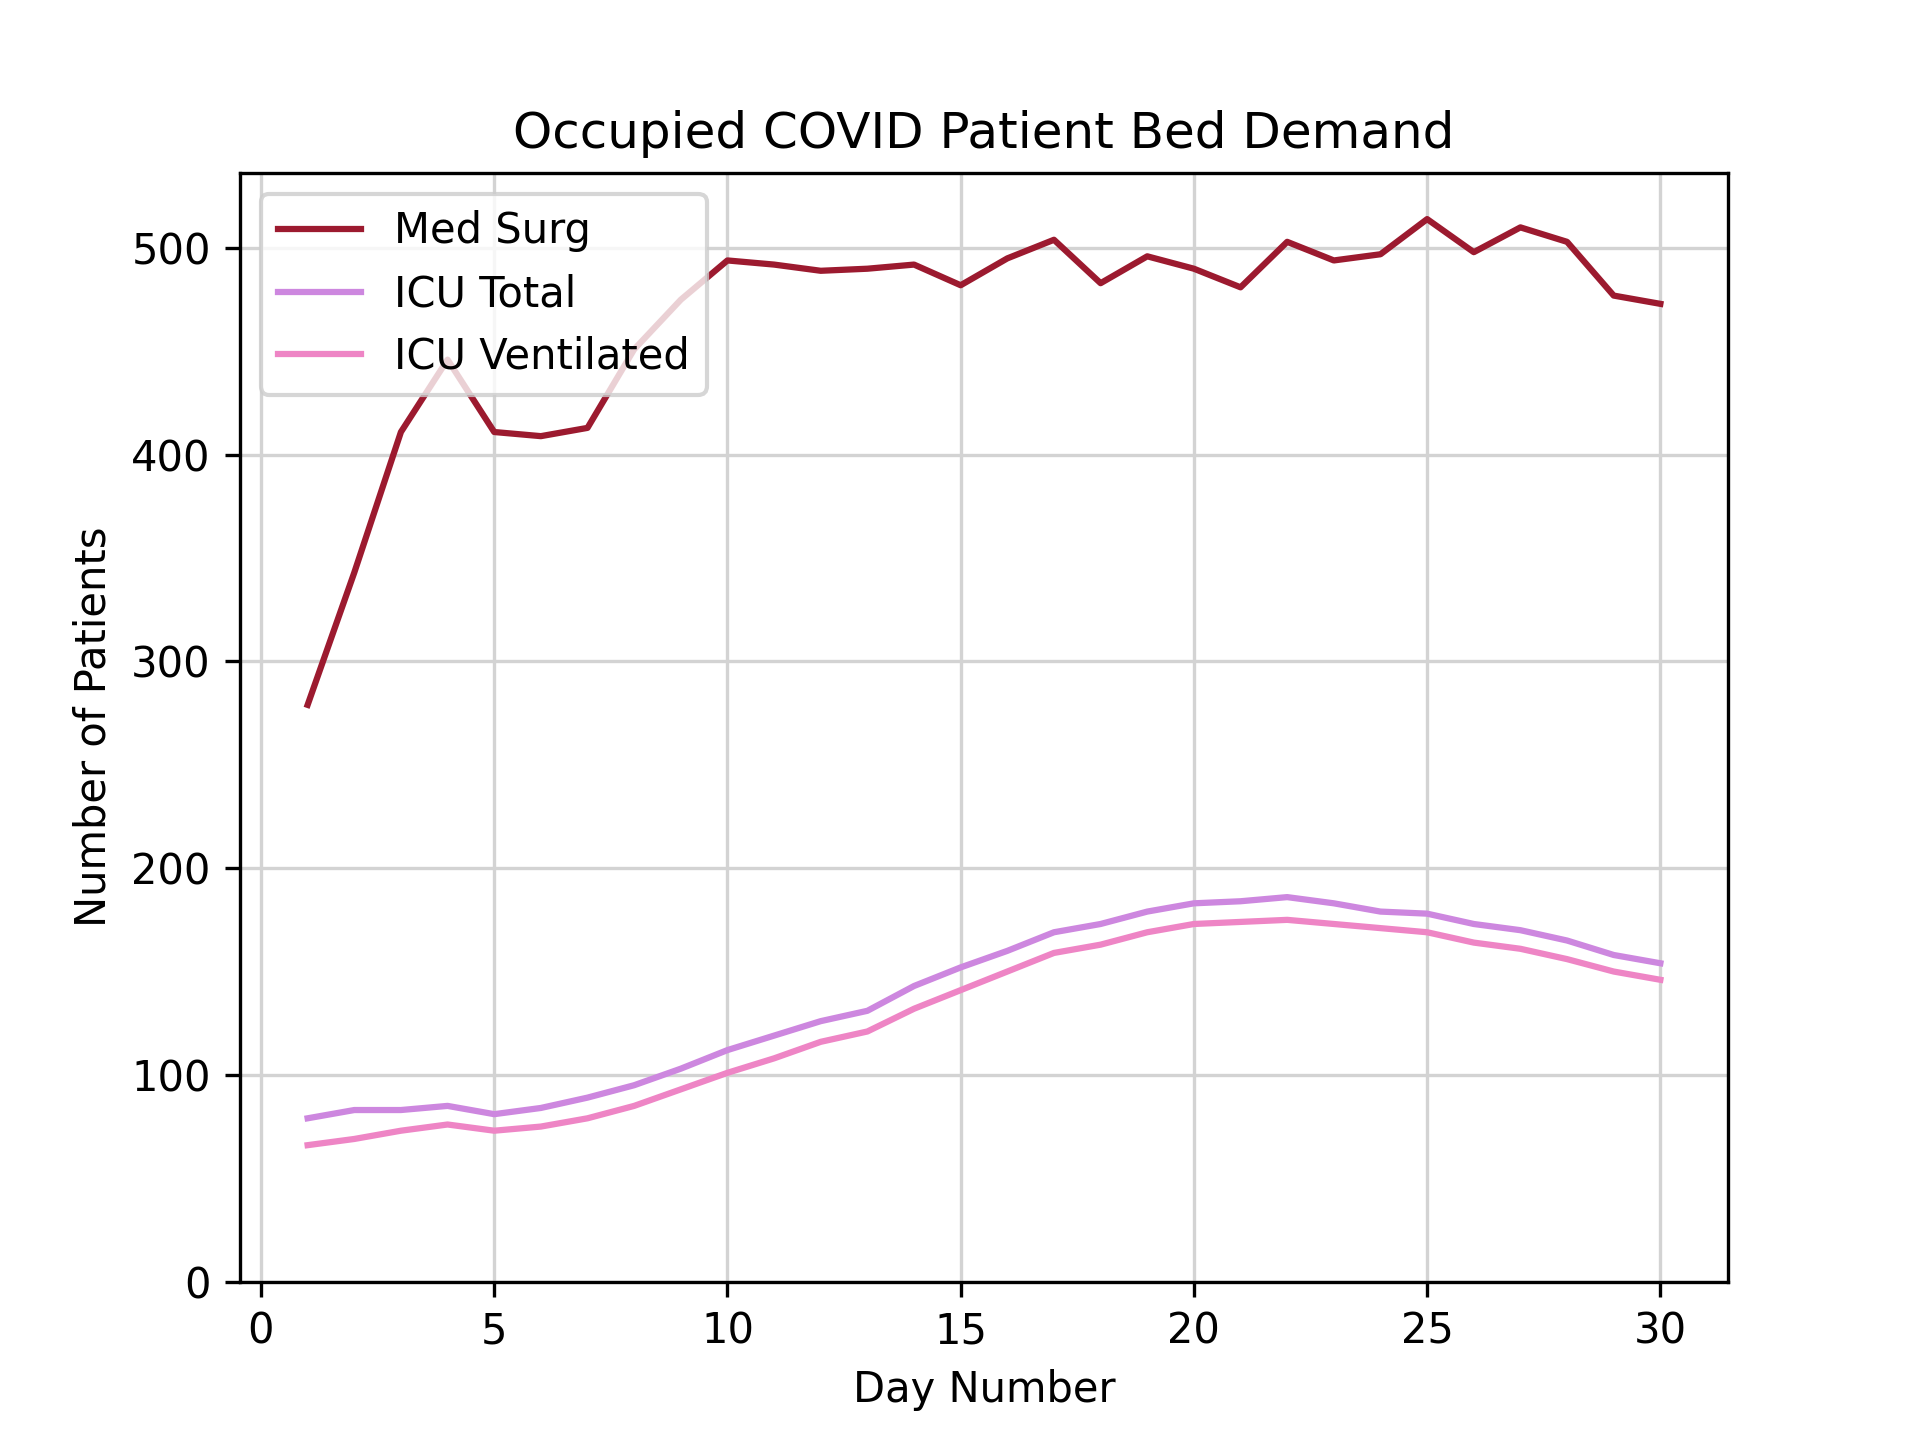 Occupied COVID Patient Bed Demand
Med Surg
ICU Total
ICU Ventilated
500
400
300
200
100
0
Number of Patients
0 5 10 15 20 25 30
Day Number